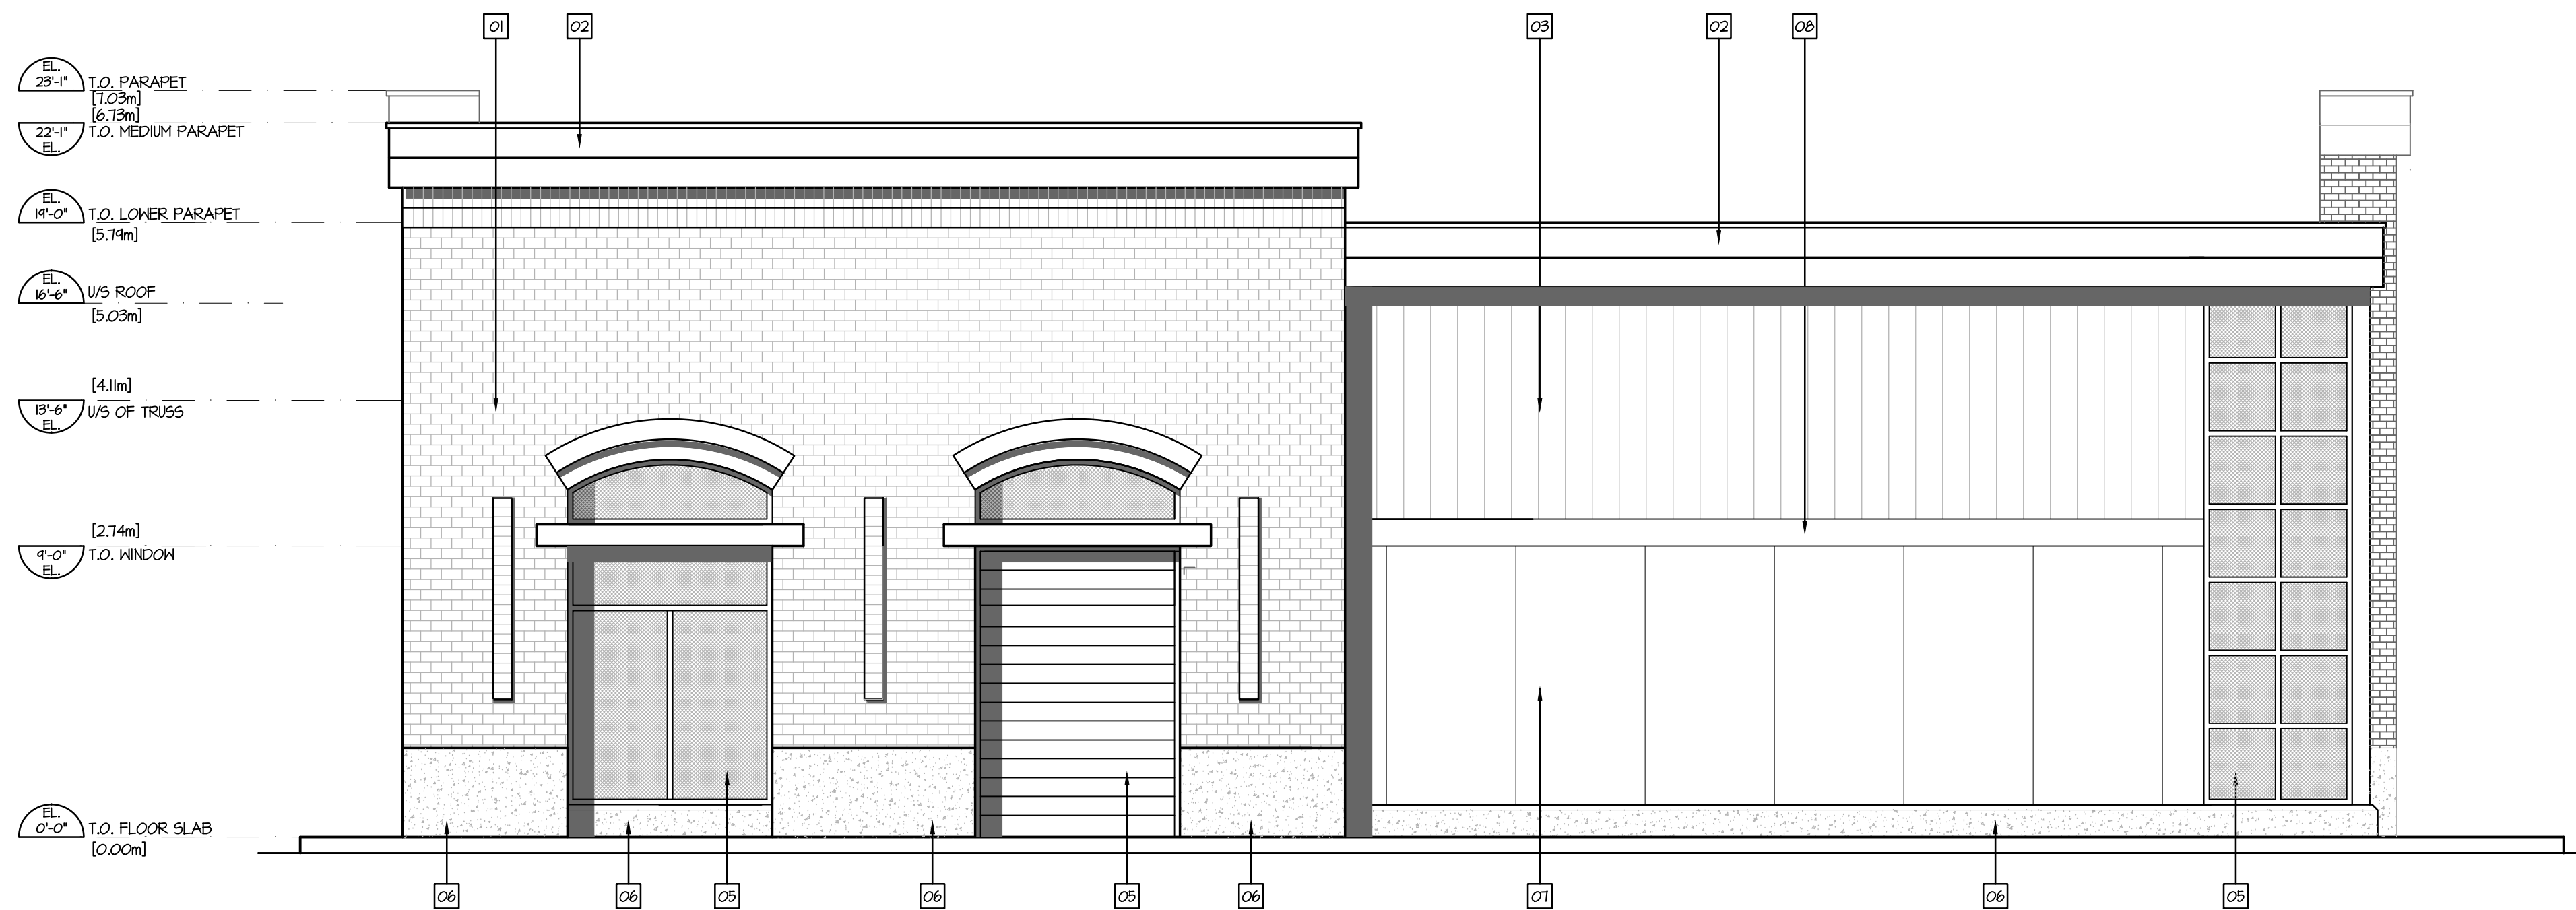 01 02 03 02 08
EL.
23'-1" T.O. PARAPET
[7.03m]
[6.73m]
22'-1" T.O. MEDIUM PARAPET
EL.
EL.
19'-0" T.O. LOWER PARAPET
[5.79m]
EL.
16'-6" U/S ROOF
[5.03m]
[4.11m]
13'-6" U/S OF TRUSS
EL.
[2.74m]
9'-0" T.O. WINDOW
EL.
EL.
0'-0" T.O. FLOOR SLAB
[0.00m]
06 06 05 06 05 06 07 06 05